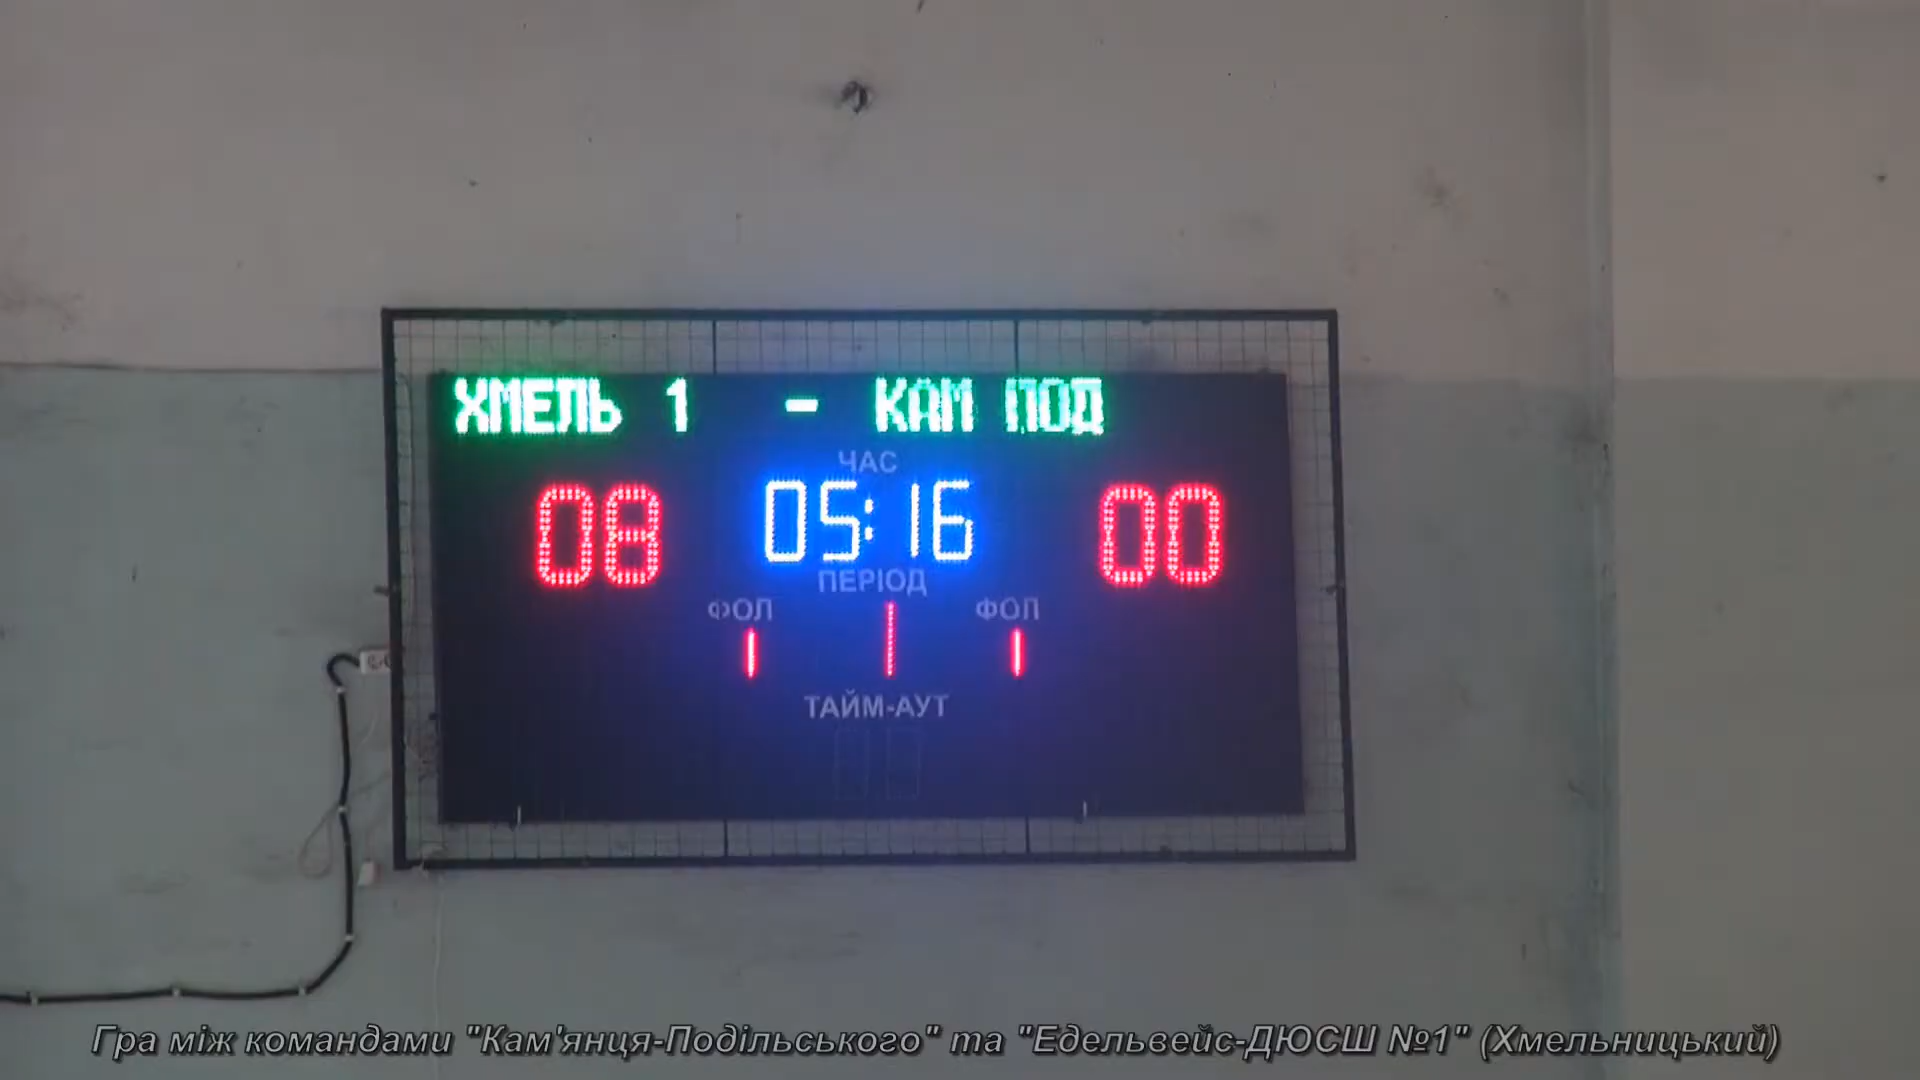 ХМЕЛЬ 1 - КАМ ПОД
ЧАС
08 05:16 00
ПЕРІОД
ФОЛ ФОЛ
1 1 1
ТАЙМ-АУТ
Гра між командами "Кам'янця-Подільського" та "Едельвейс-ДЮСШ №1" (Хмельницький)